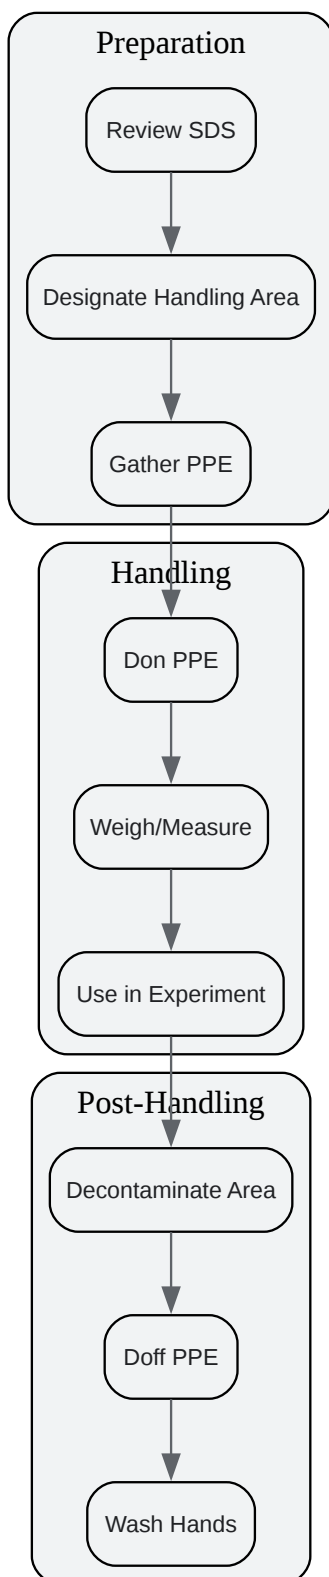 Preparation
Review SDS
Designate Handling Area
Gather PPE
Handling
Don PPE
Weigh/Measure
Use in Experiment
Post-Handling
Decontaminate Area
Doff PPE
Wash Hands